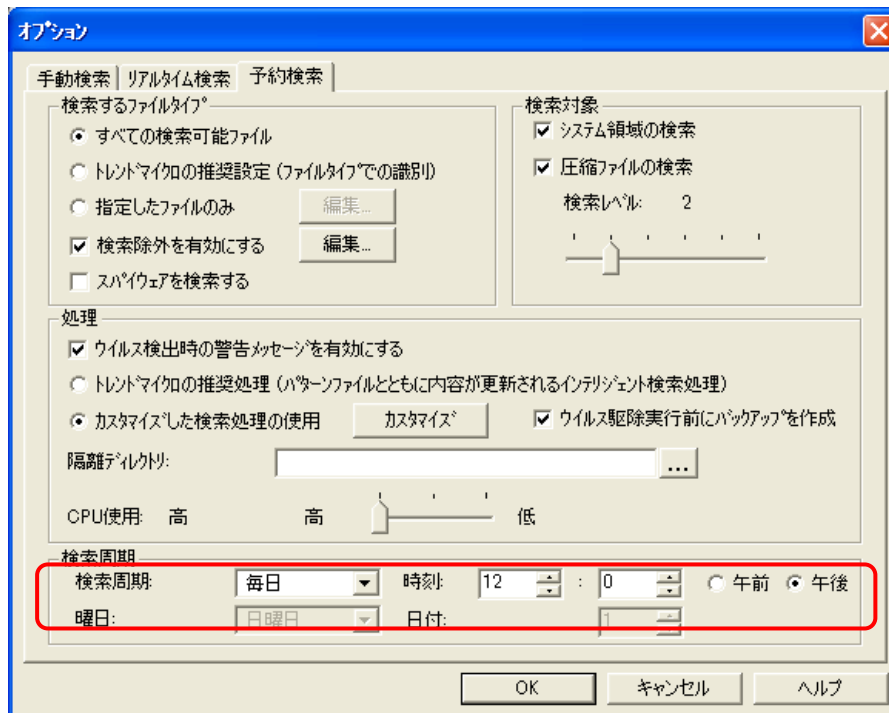 オプション
手動検索 リアルタイム検索 予約検索
検索するファイルタイプ
すべての検索可能ファイル
トレンドマイクロの推奨設定 (ファイルタイプでの識別)
指定したファイルのみ 編集...
検索除外を有効にする 編集...
スパイウェアを検索する
検索対象
システム領域の検索
圧縮ファイルの検索
検索レベル: 2
処理
ウイルス検出時の警告メッセージを有効にする
トレンドマイクロの推奨処理 (パターンファイルとともに内容が更新されるインテリジェント検索処理)
カスタマイズした検索処理の使用 カスタマイズ ウイルス駆除実行前にバックアップを作成
隔離ディレクトリ: ...
CPU使用: 高 高 低
検索周期
検索周期: 毎日 時刻: 12 : 0 午前 午後
曜日: 日曜日 日付: 1
OK キャンセル ヘルプ